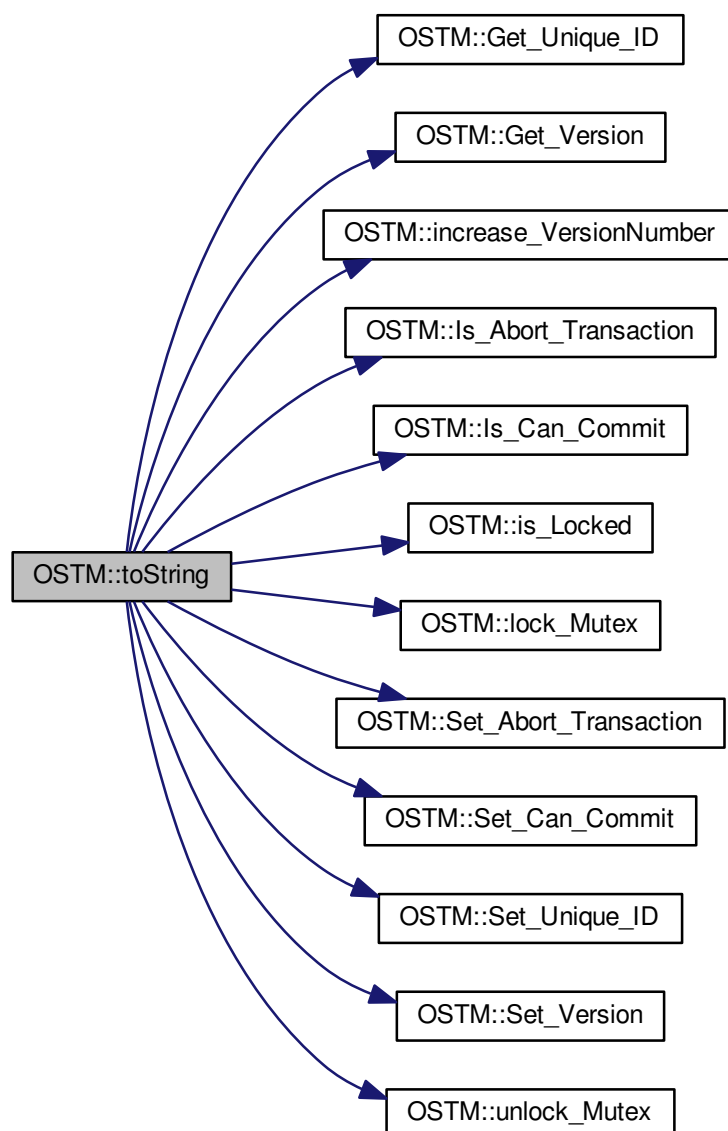 OSTM::Get_Unique_ID
OSTM::Get_Version
OSTM::increase_VersionNumber
OSTM::Is_Abort_Transaction
OSTM::Is_Can_Commit
OSTM::is_Locked
OSTM::toString
OSTM::lock_Mutex
OSTM::Set_Abort_Transaction
OSTM::Set_Can_Commit
OSTM::Set_Unique_ID
OSTM::Set_Version
OSTM::unlock_Mutex